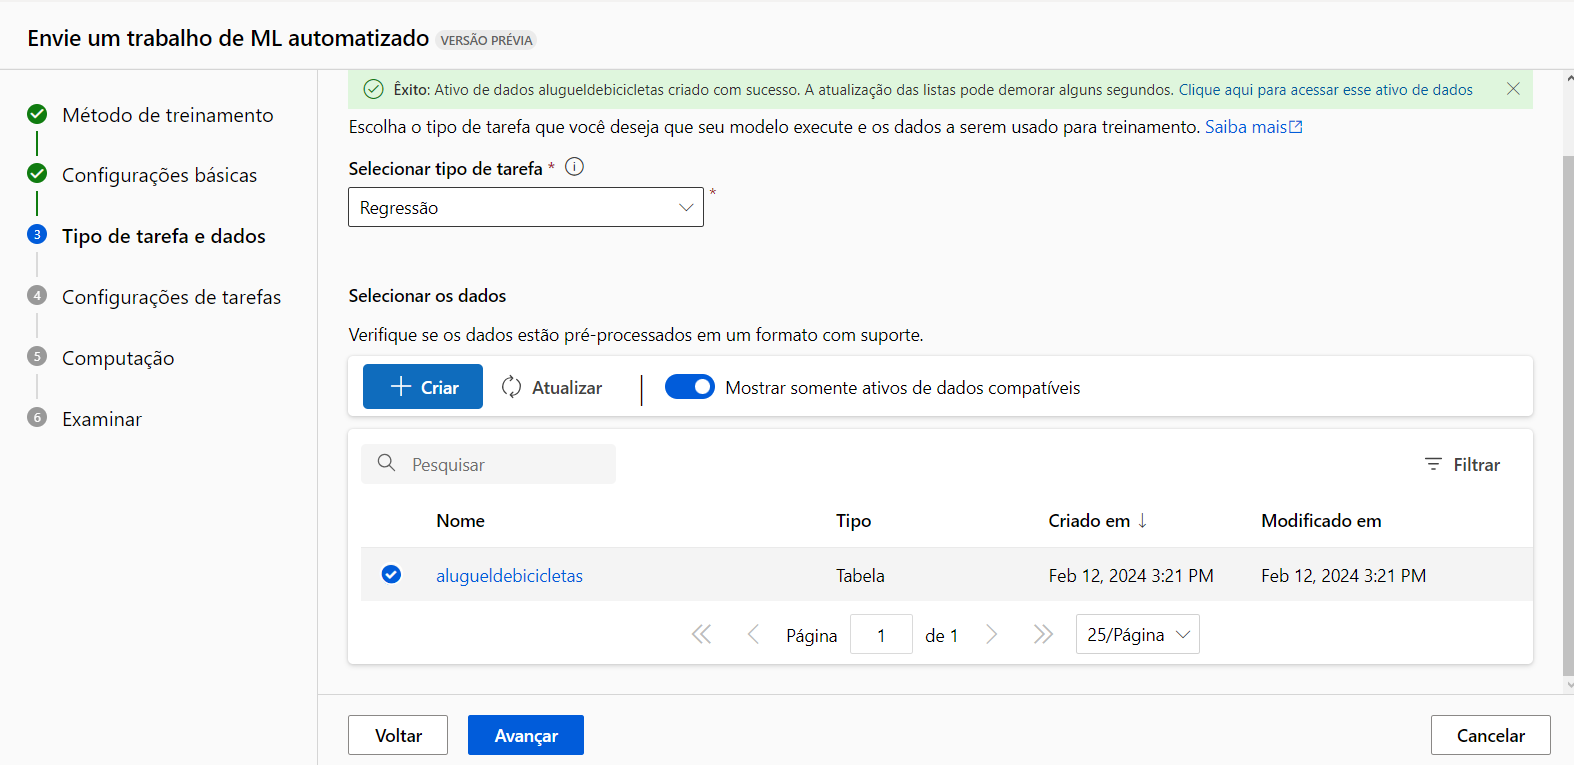 Envie um trabalho de ML automatizado VERSÃO PRÉVIA
Método de treinamento
Configurações básicas
3 Tipo de tarefa e dados
4 Configurações de tarefas
5 Computação
6 Examinar
Êxito: Ativo de dados alugueldebicicletas criado com sucesso. A atualização das listas pode demorar alguns segundos. Clique aqui para acessar esse ativo de dados
Escolha o tipo de tarefa que você deseja que seu modelo execute e os dados a serem usado para treinamento. Saiba mais
Selecionar tipo de tarefa *
Regressão *
Selecionar os dados
Verifique se os dados estão pré-processados em um formato com suporte.
Criar Atualizar Mostrar somente ativos de dados compatíveis
Pesquisar Filtrar
Nome Tipo Criado em ↓ Modificado em
alugueldebicicletas Tabela Feb 12, 2024 3:21 PM Feb 12, 2024 3:21 PM
Página 1 de 1 25/Página
Voltar Avançar Cancelar